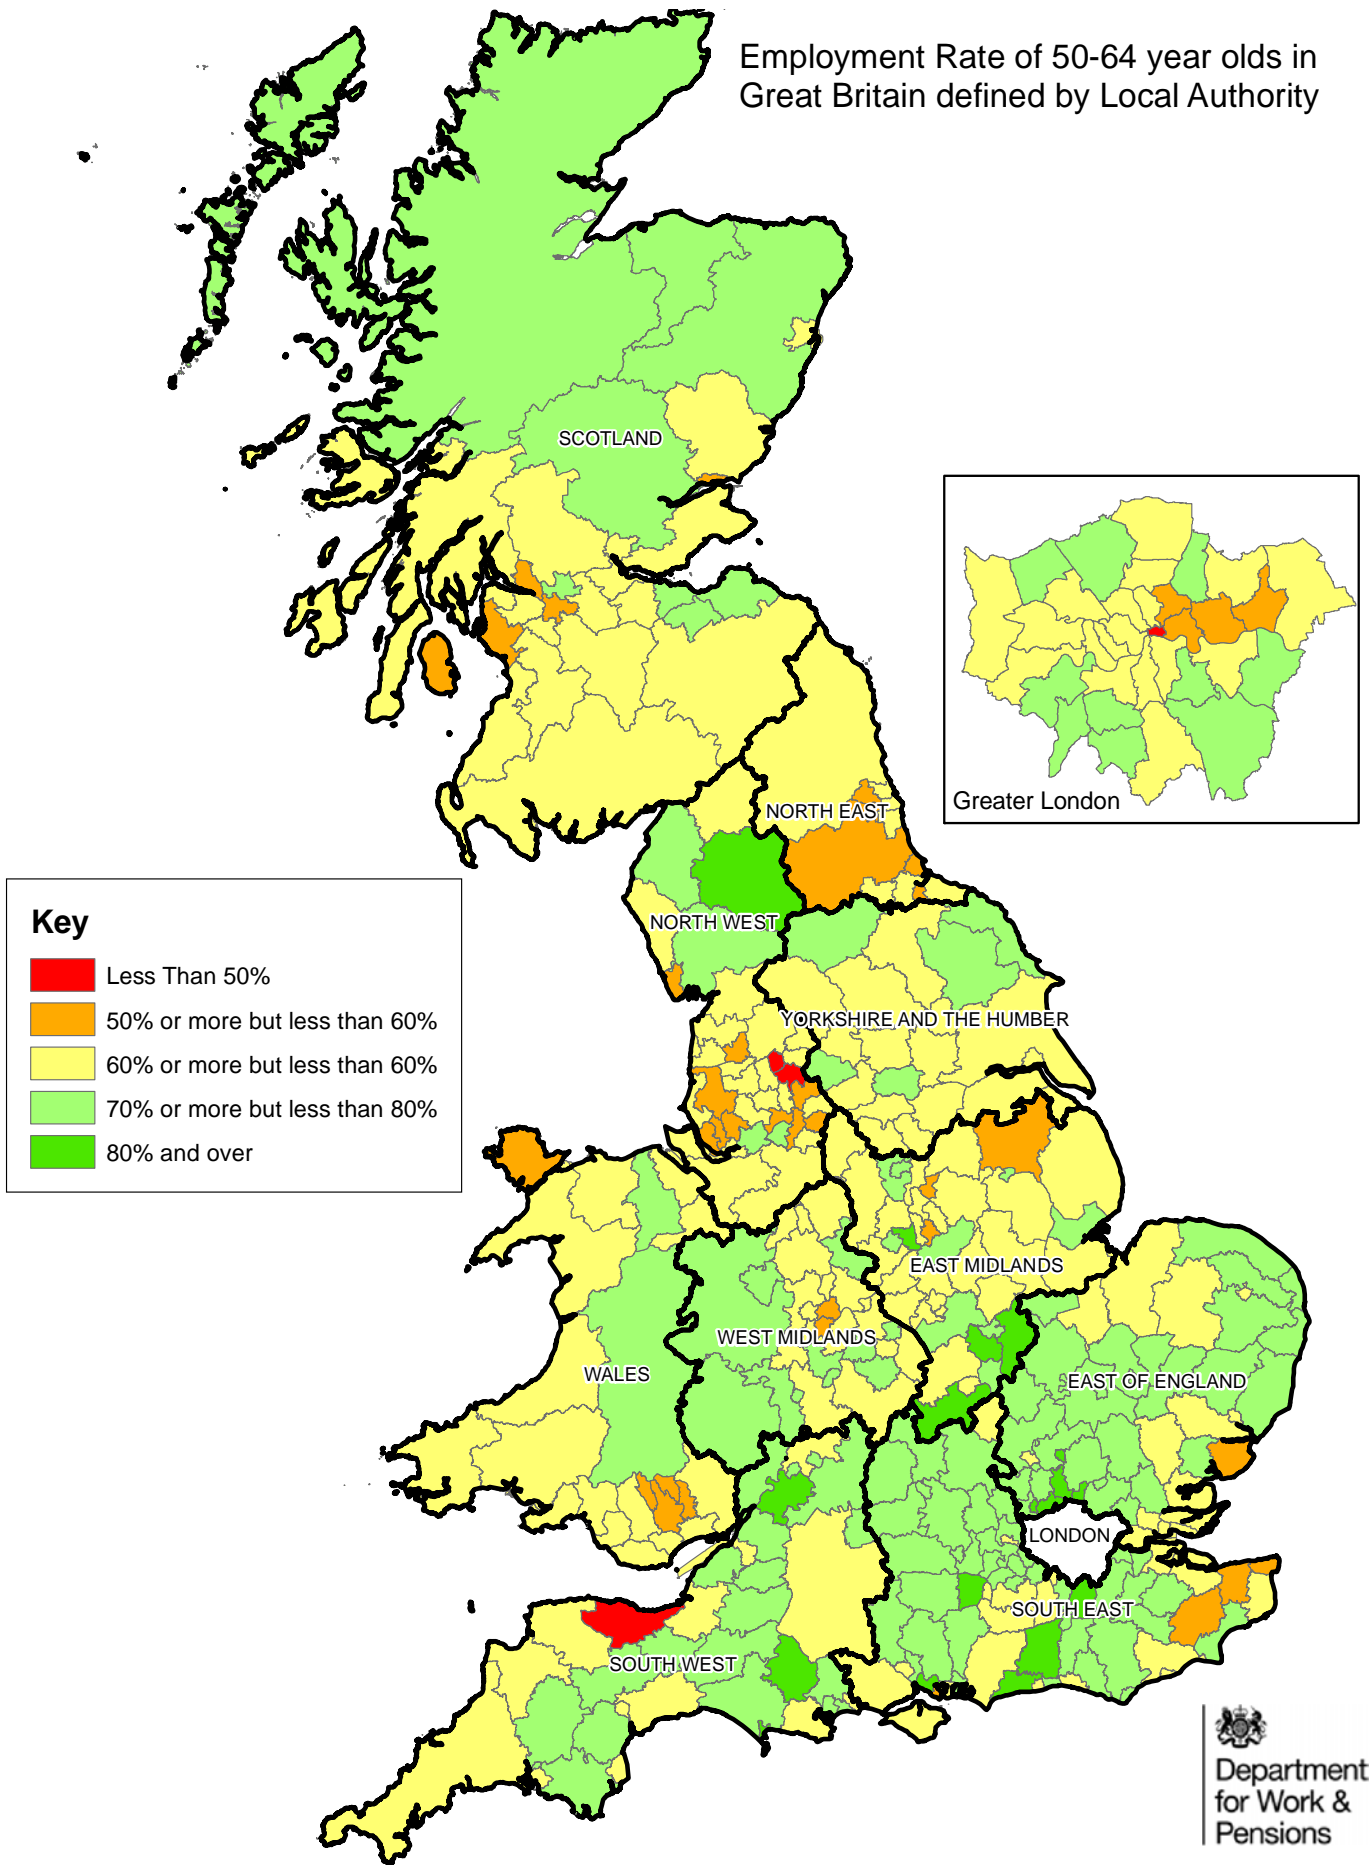 Employment Rate of 50-64 year olds in
Great Britain defined by Local Authority
SCOTLAND
Greater London
NORTH EAST
Key
Less Than 50%
50% or more but less than 60%
60% or more but less than 60%
70% or more but less than 80%
80% and over
NORTH WEST
YORKSHIRE AND THE HUMBER
EAST MIDLANDS
WEST MIDLANDS
WALES
EAST OF ENGLAND
LONDON
SOUTH EAST
SOUTH WEST
Department
for Work &
Pensions